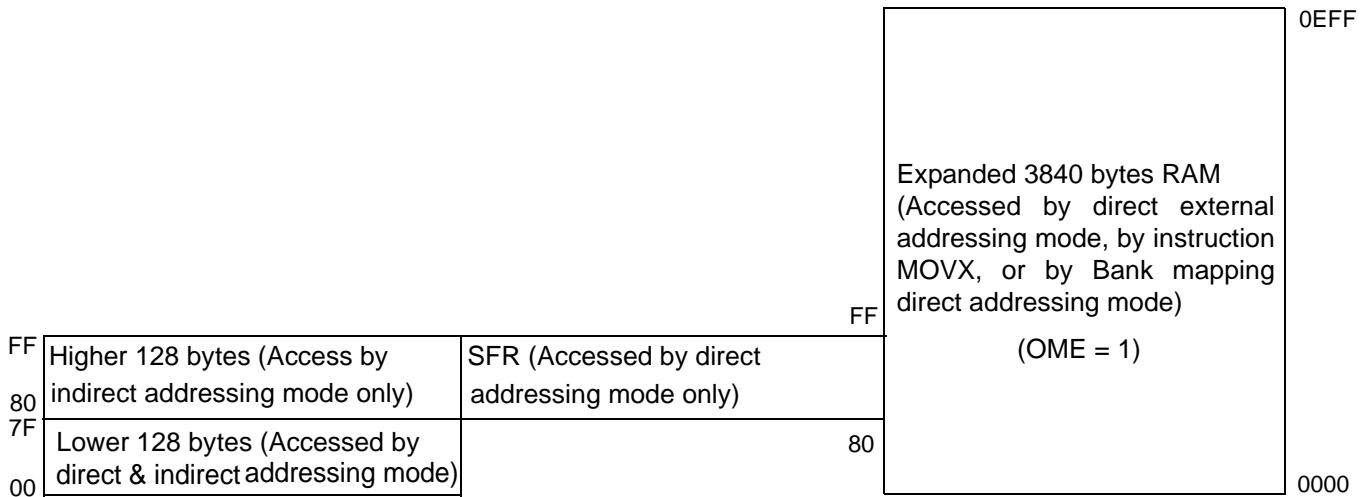 0EFF
Expanded 3840 bytes RAM
(Accessed by direct external
addressing mode, by instruction
MOVX, or by Bank mapping
direct addressing mode)
(OME = 1)
0000
FF
FF
Higher 128 bytes (Access by
indirect addressing mode only)
80
SFR (Accessed by direct
addressing mode only)
80
7F
Lower 128 bytes (Accessed by
direct & indirect addressing mode)
00